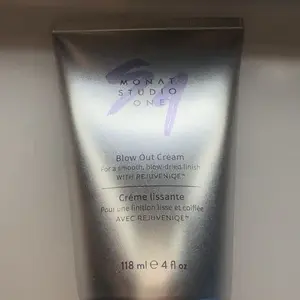 S1
MONAT
STUDIO
ONE
Blow Out Cream
For a smooth, blow-dried finish
WITH REJUVENIQE™
Crème lissante
Pour une finition lisse et coiffée
AVEC REJUVENIQE™
118 ml ℮ 4 fl oz